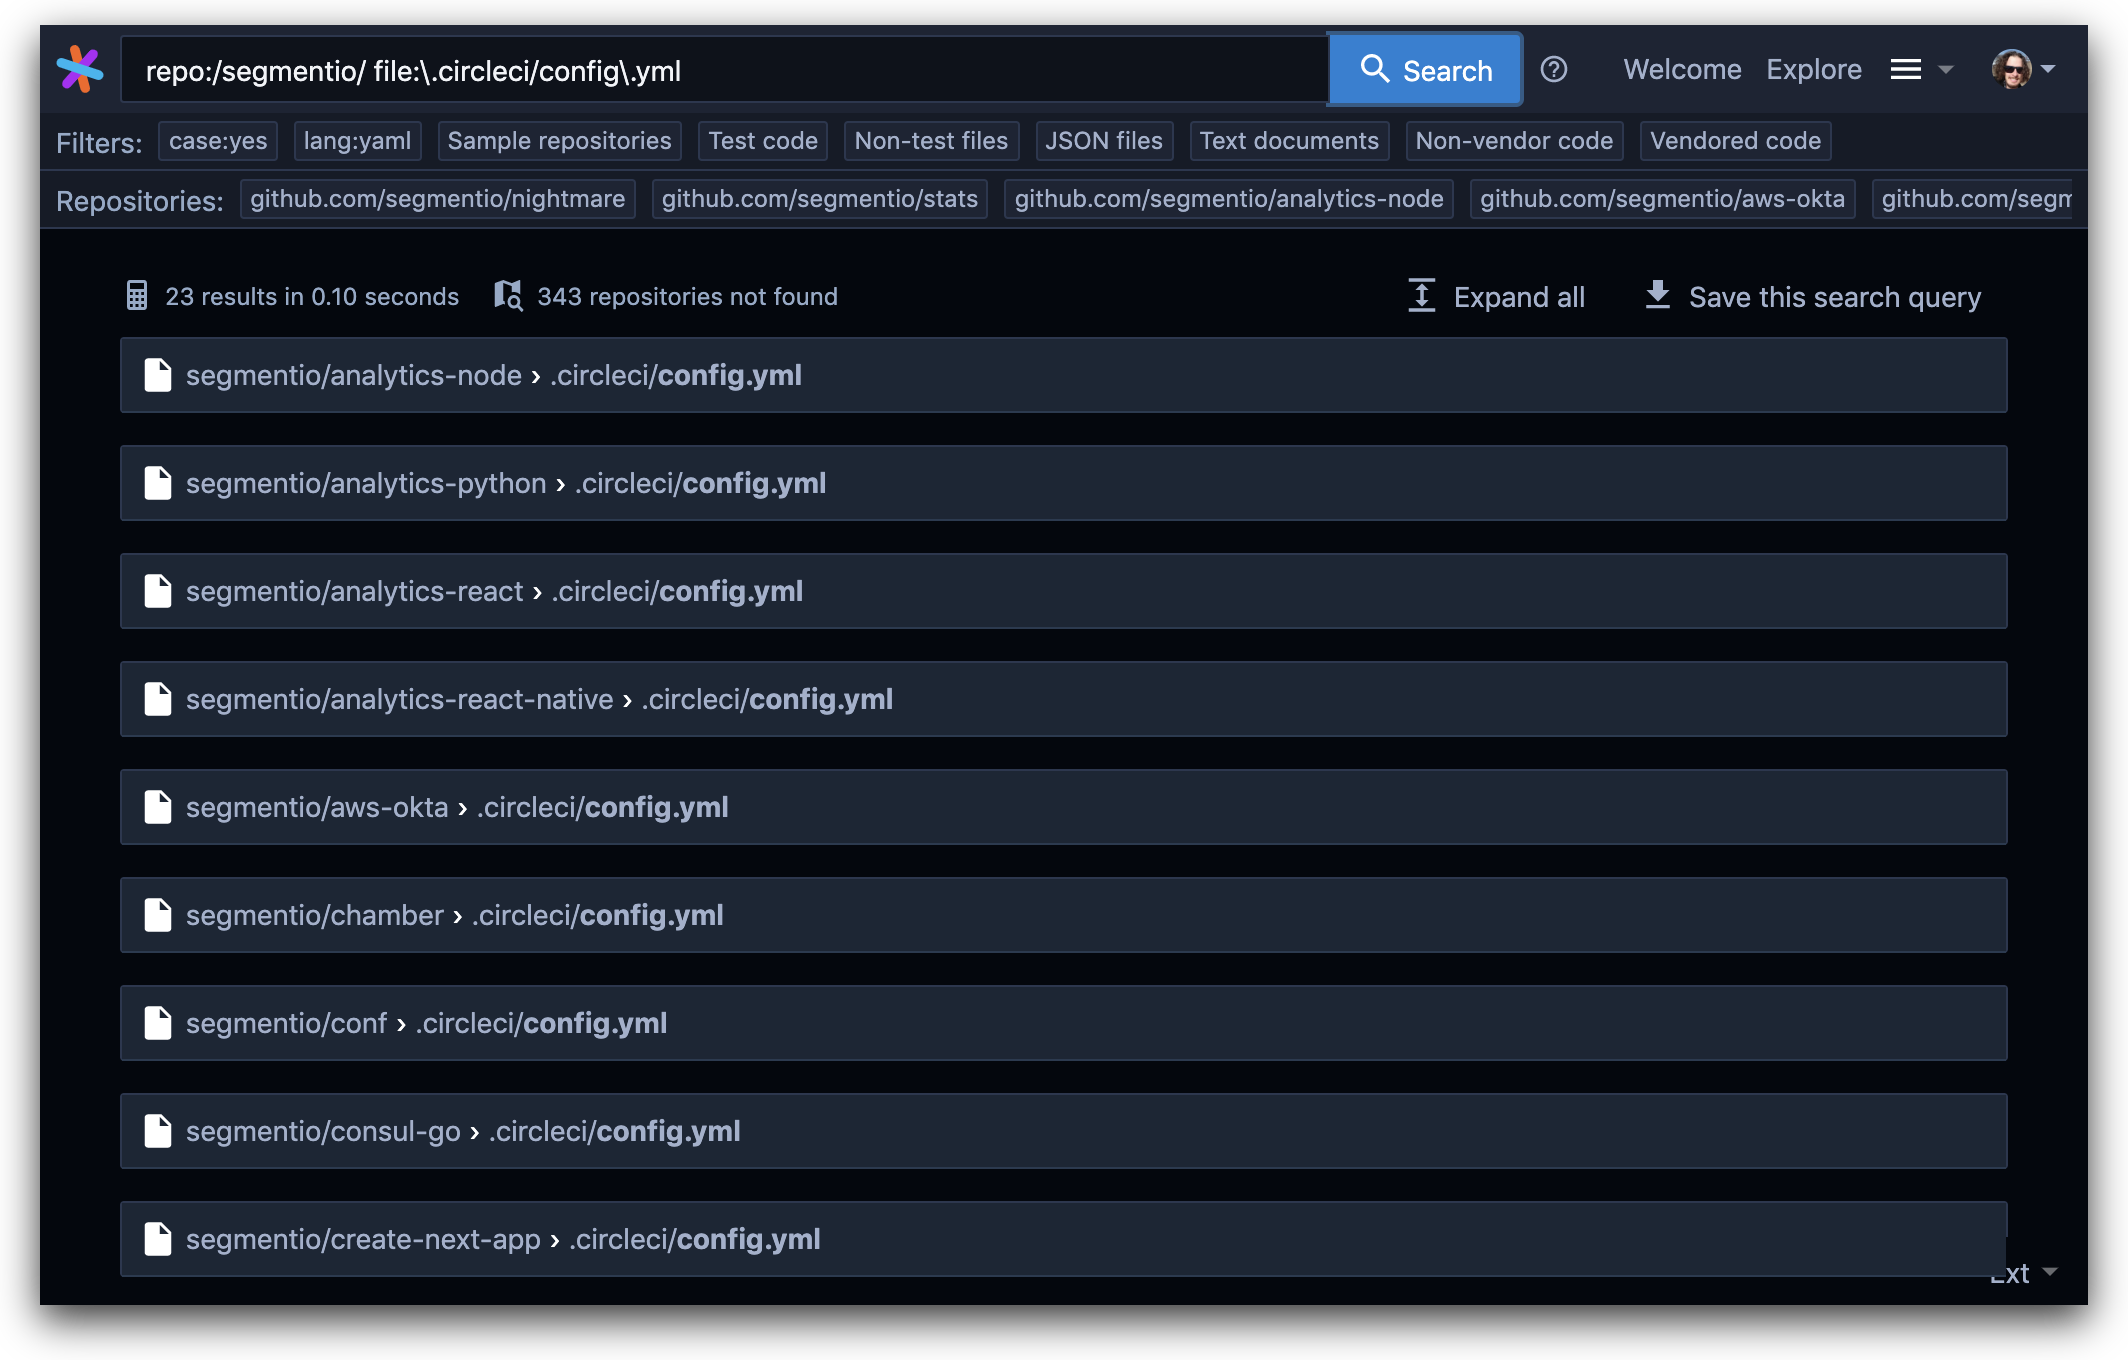 repo:/segmentio/ file:\.circleci/config\.yml Search Welcome Explore
Filters: case:yes lang:yaml Sample repositories Test code Non-test files JSON files Text documents Non-vendor code Vendored code
Repositories: github.com/segmentio/nightmare github.com/segmentio/stats github.com/segmentio/analytics-node github.com/segmentio/aws-okta github.com/segm
23 results in 0.10 seconds 343 repositories not found Expand all Save this search query
segmentio/analytics-node › .circleci/config.yml
segmentio/analytics-python › .circleci/config.yml
segmentio/analytics-react › .circleci/config.yml
segmentio/analytics-react-native › .circleci/config.yml
segmentio/aws-okta › .circleci/config.yml
segmentio/chamber › .circleci/config.yml
segmentio/conf › .circleci/config.yml
segmentio/consul-go › .circleci/config.yml
segmentio/create-next-app › .circleci/config.yml
Ext